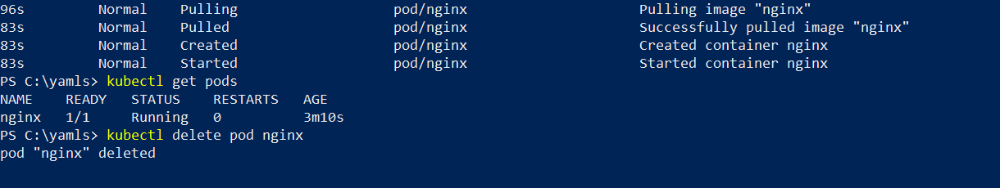 96s Normal Pulling pod/nginx Pulling image "nginx"
83s Normal Pulled pod/nginx Successfully pulled image "nginx"
83s Normal Created pod/nginx Created container nginx
83s Normal Started pod/nginx Started container nginx
PS C:\yamls> kubectl get pods
NAME READY STATUS RESTARTS AGE
nginx 1/1 Running 0 3m10s
PS C:\yamls> kubectl delete pod nginx
pod "nginx" deleted